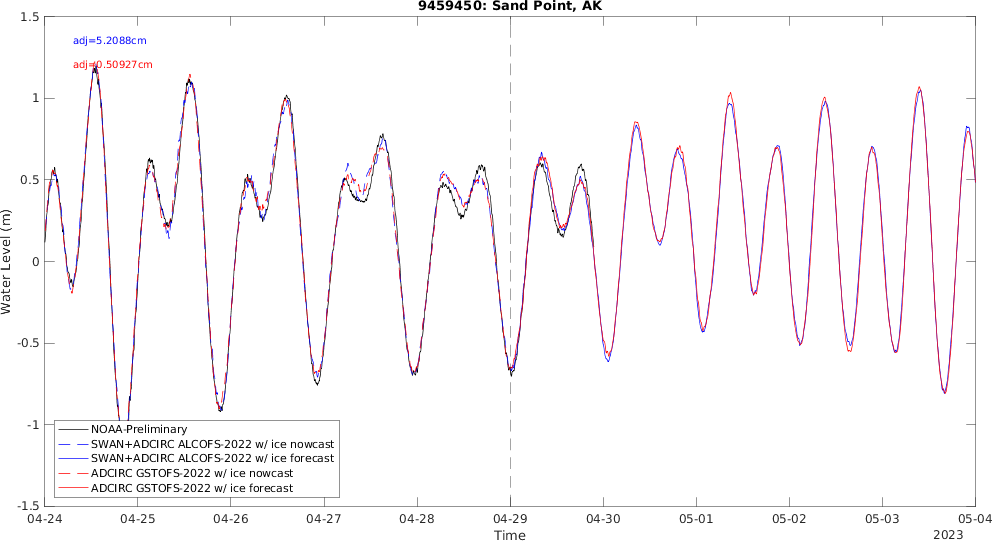 9459450: Sand Point, AK
adj=5.2088cm
adj=0.50927cm
Water Level (m)
1.5
1
0.5
0
-0.5
-1
-1.5
NOAA-Preliminary
SWAN+ADCIRC ALCOFS-2022 w/ ice nowcast
SWAN+ADCIRC ALCOFS-2022 w/ ice forecast
ADCIRC GSTOFS-2022 w/ ice nowcast
ADCIRC GSTOFS-2022 w/ ice forecast
04-24 04-25 04-26 04-27 04-28 04-29 04-30 05-01 05-02 05-03 05-04
Time
2023